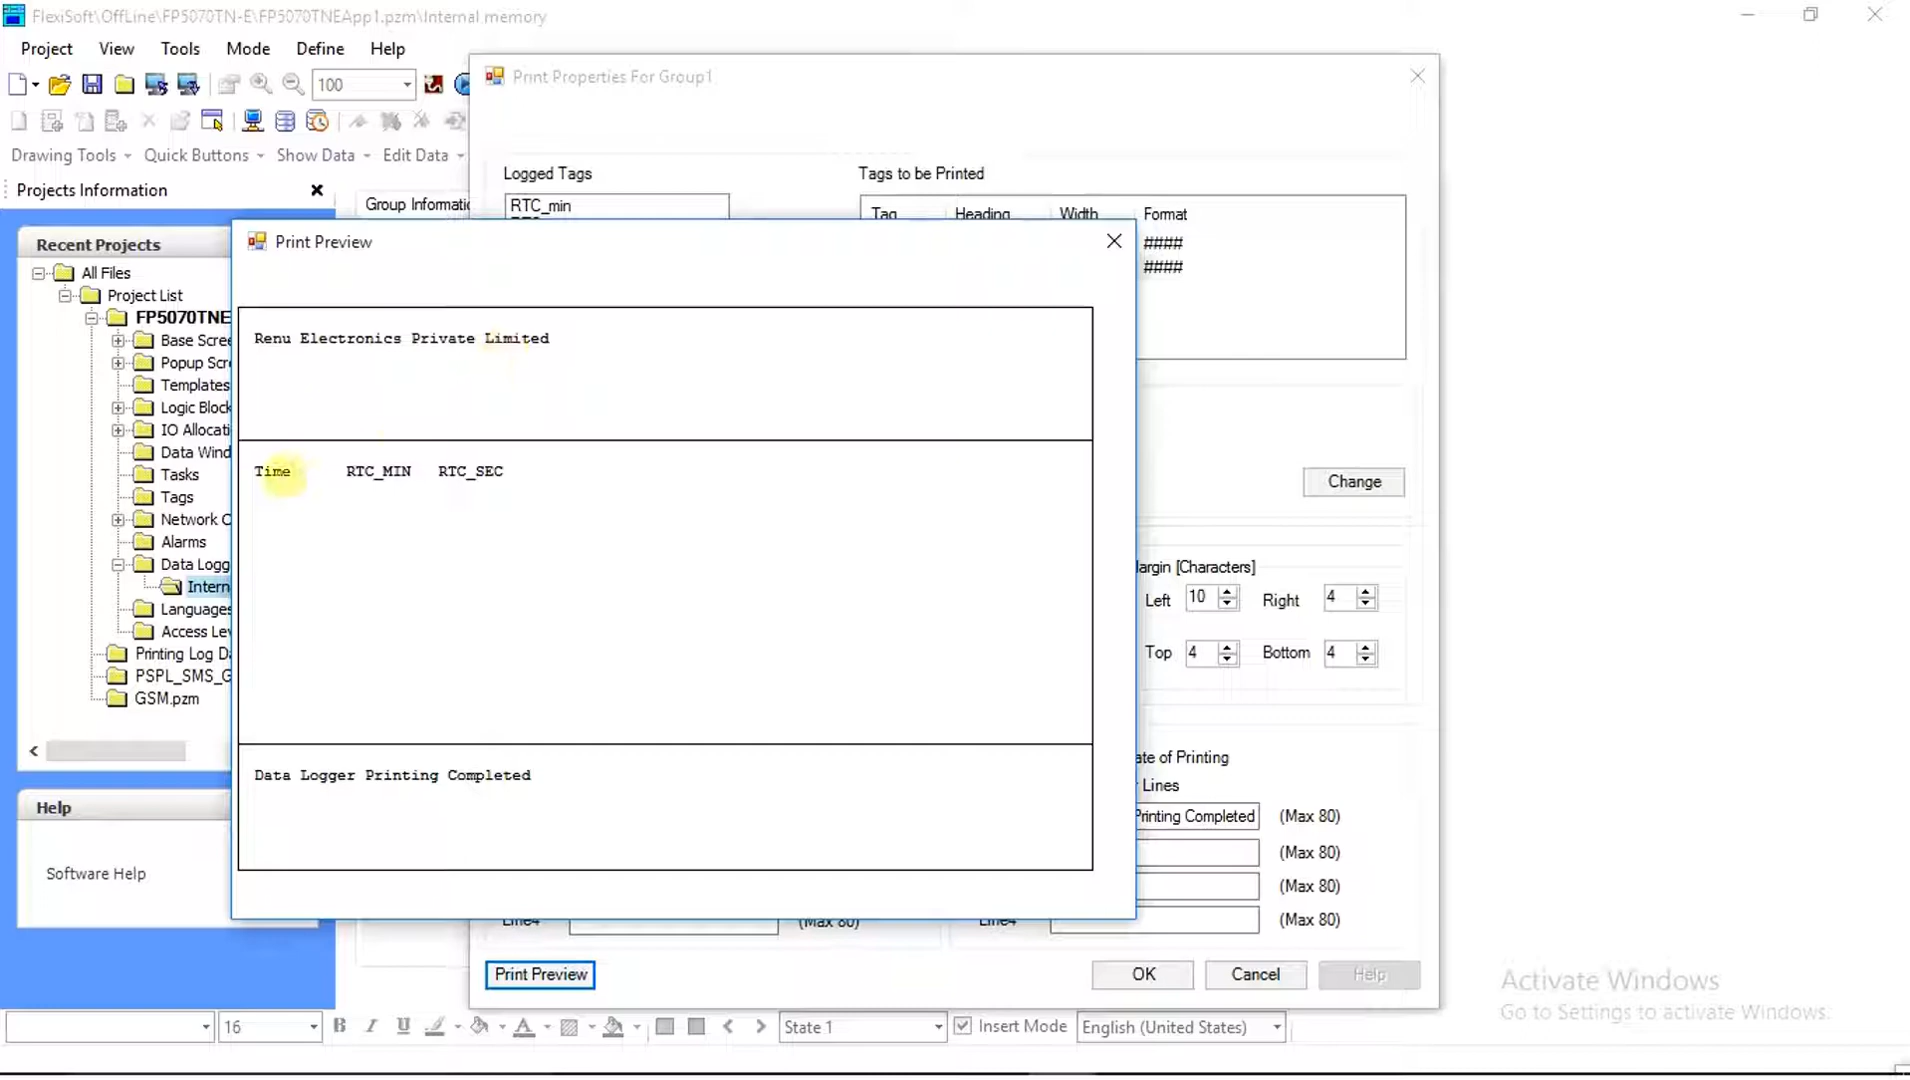 FlexiSoft\OffLine\FP5070TN-E\FP5070TNEApp1.pzm\Internal memory
Project View Tools Mode Define Help
100
Drawing Tools Quick Buttons Show Data Edit Data
Projects Information
Group Informatic
Recent Projects
All Files
Project List
FP5070TNE
Base Scree
Popup Scr
Templates
Logic Block
IO Allocati
Data Wind
Tasks
Tags
Network C
Alarms
Data Logg
Intern
Languages
Access Lev
Printing Log Da
PSPL_SMS_G
GSM.pzm
Help
Software Help
Print Properties For Group1
Logged Tags
RTC_min
Tags to be Printed
Tag Heading Width Format
####
####
Change
argin [Characters]
Left 10 Right 4
Top 4 Bottom 4
ate of Printing
Lines
Printing Completed (Max 80)
(Max 80)
(Max 80)
Line4 (Max 80) Line4 (Max 80)
Print Preview
OK Cancel Help
Print Preview
Renu Electronics Private Limited
Time RTC_MIN RTC_SEC
Data Logger Printing Completed
16 B I U A State 1 Insert Mode English (United States)
Activate Windows
Go to Settings to activate Windows.